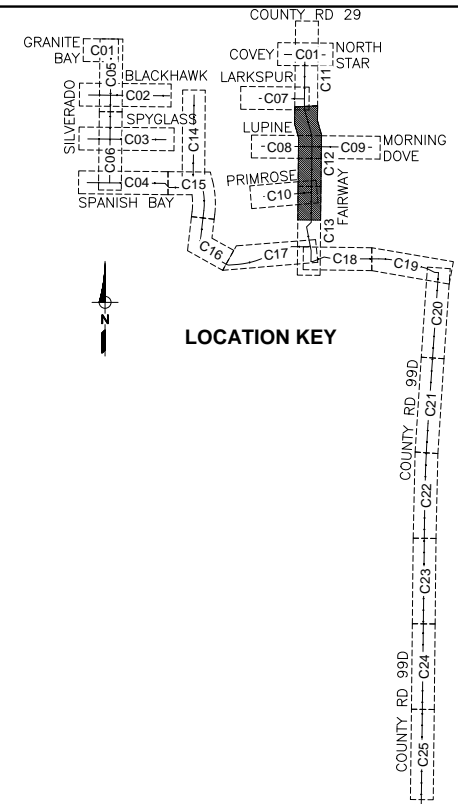 COUNTY RD 29
GRANITE
BAY
C01
C05
BLACKHAWK
C02
SILVERADO
SPYGLASS
C03
C06
C04
SPANISH BAY
C14
C15
C16
C17
COVEY
C01
NORTH
STAR
LARKSPUR
C11
C07
LUPINE
C08
C09
MORNING
DOVE
C12
PRIMROSE
C10
FAIRWAY
C13
C18
C19
C20
N
LOCATION KEY
COUNTY RD 99D
C21
C22
C23
COUNTY RD 99D
C24
C25